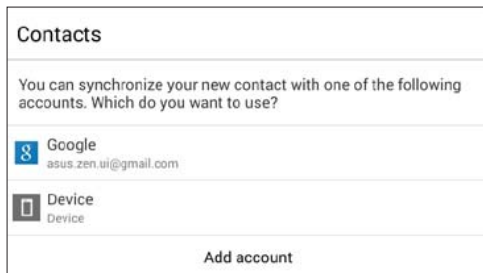 Contacts
You can synchronize your new contact with one of the following
accounts. Which do you want to use?
Google
asus.zen.ui@gmail.com
Device
Device
Add account